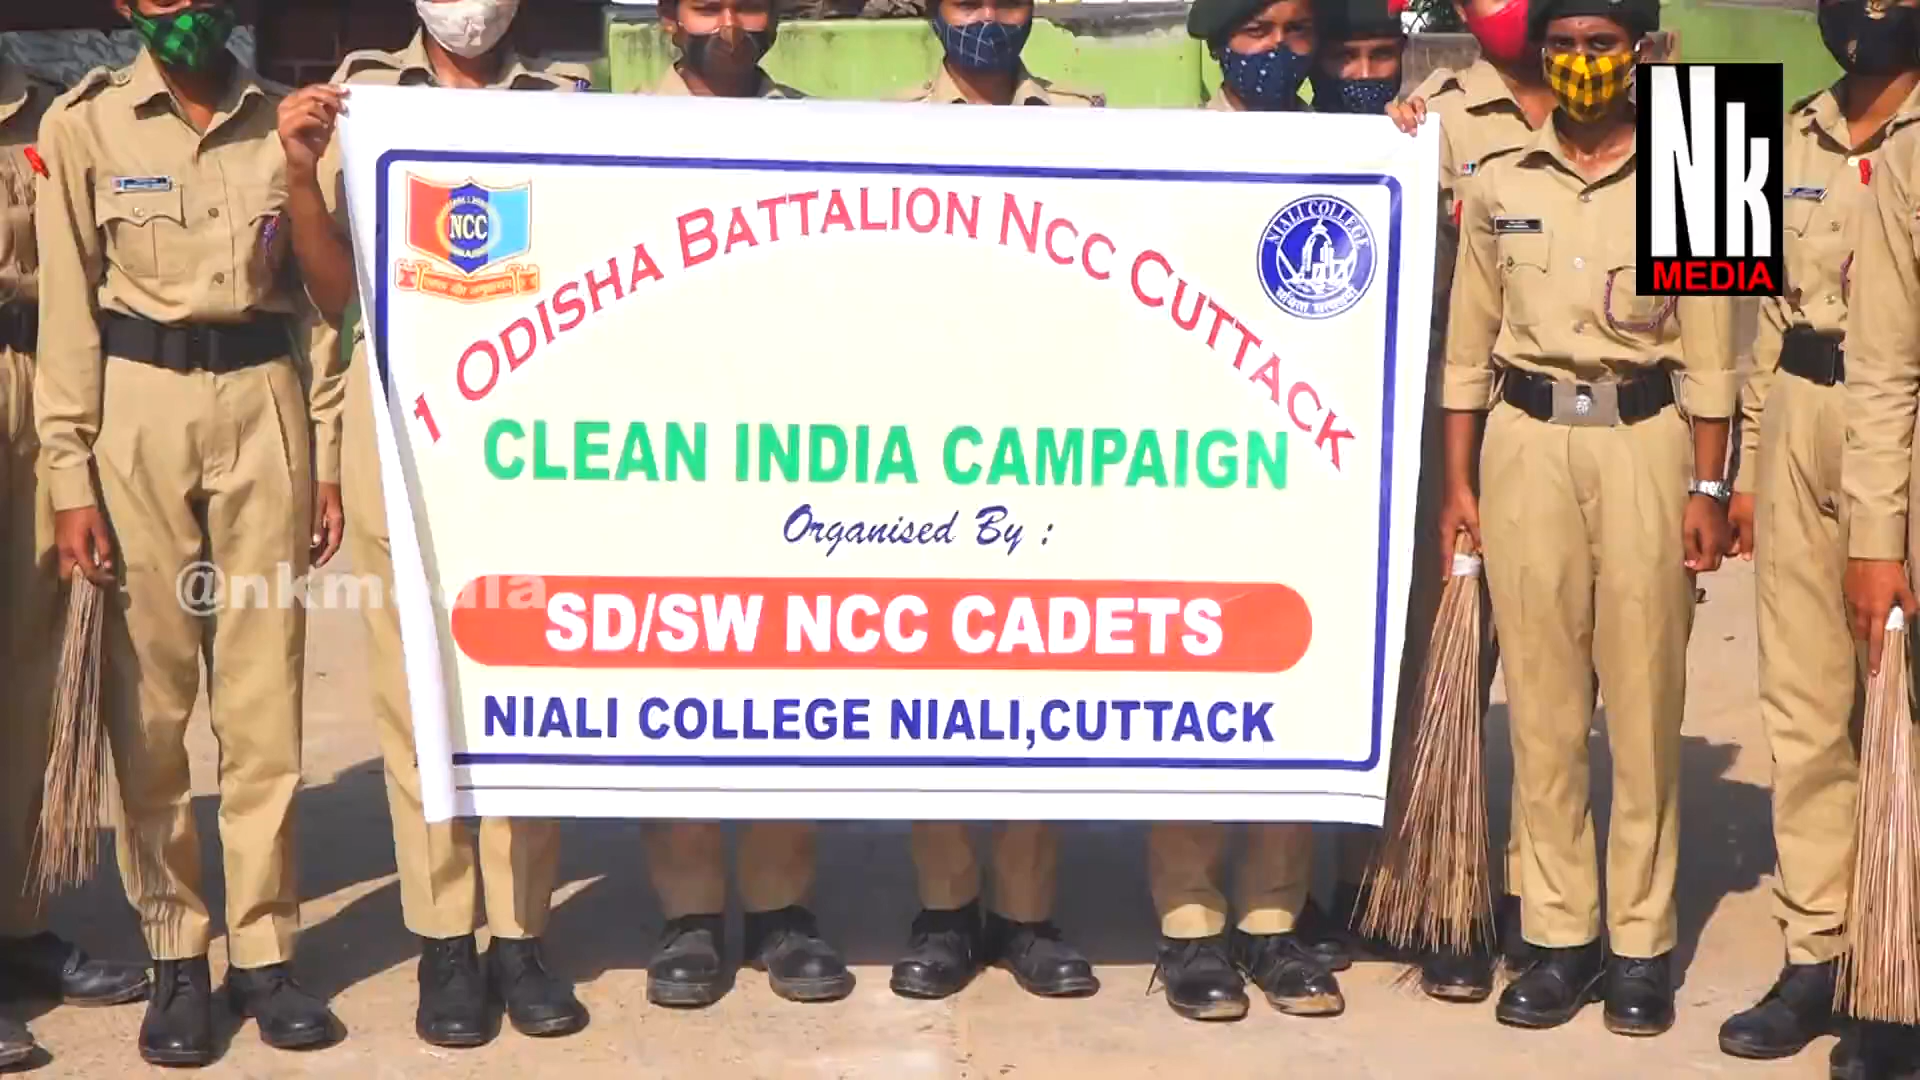 1 ODISHA BATTALION NCC CUTTACK
NCC
NIALI COLLEGE
CLEAN INDIA CAMPAIGN
Organised By :
SD/SW NCC CADETS
NIALI COLLEGE NIALI,CUTTACK
Nk
MEDIA
@nkmedia